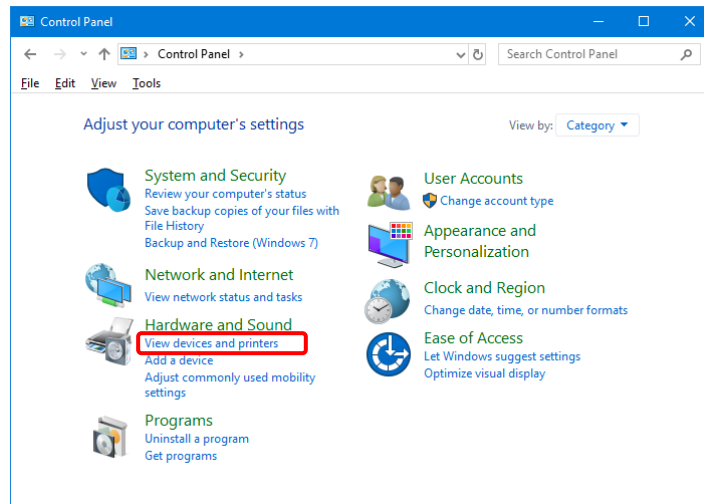 Control Panel
Control Panel
Search Control Panel
File Edit View Tools
Adjust your computer's settings
View by: Category
System and Security
Review your computer's status
Save backup copies of your files with
File History
Backup and Restore (Windows 7)
Network and Internet
View network status and tasks
Hardware and Sound
View devices and printers
Add a device
Adjust commonly used mobility
settings
Programs
Uninstall a program
Get programs
User Accounts
Change account type
Appearance and
Personalization
Clock and Region
Change date, time, or number formats
Ease of Access
Let Windows suggest settings
Optimize visual display